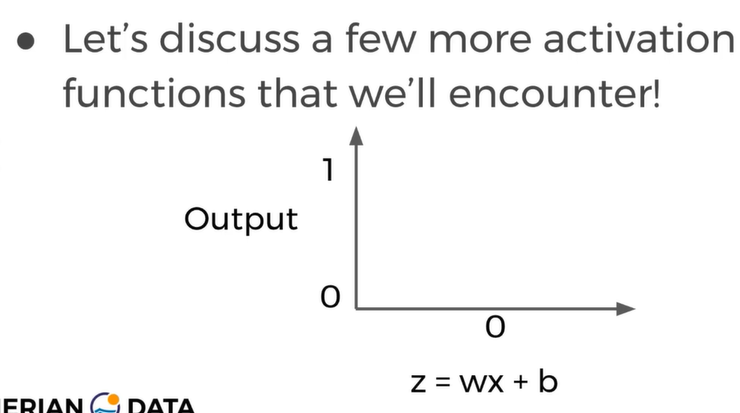 ● Let's discuss a few more activation
functions that we'll encounter!
1
Output
0
0
z = wx + b
ERIAN DATA